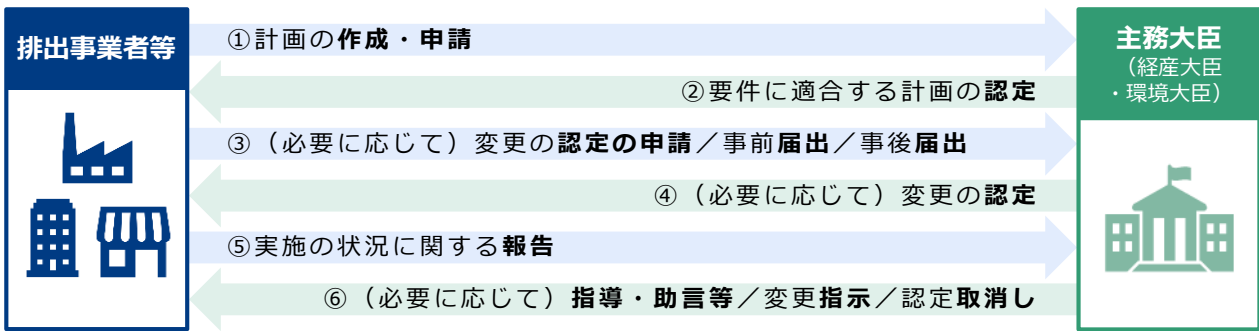 排出事業者等
①計画の作成・申請
②要件に適合する計画の認定
③（必要に応じて）変更の認定の申請／事前届出／事後届出
④（必要に応じて）変更の認定
⑤実施の状況に関する報告
⑥（必要に応じて）指導・助言等／変更指示／認定取消し
主務大臣
（経産大臣
・環境大臣）